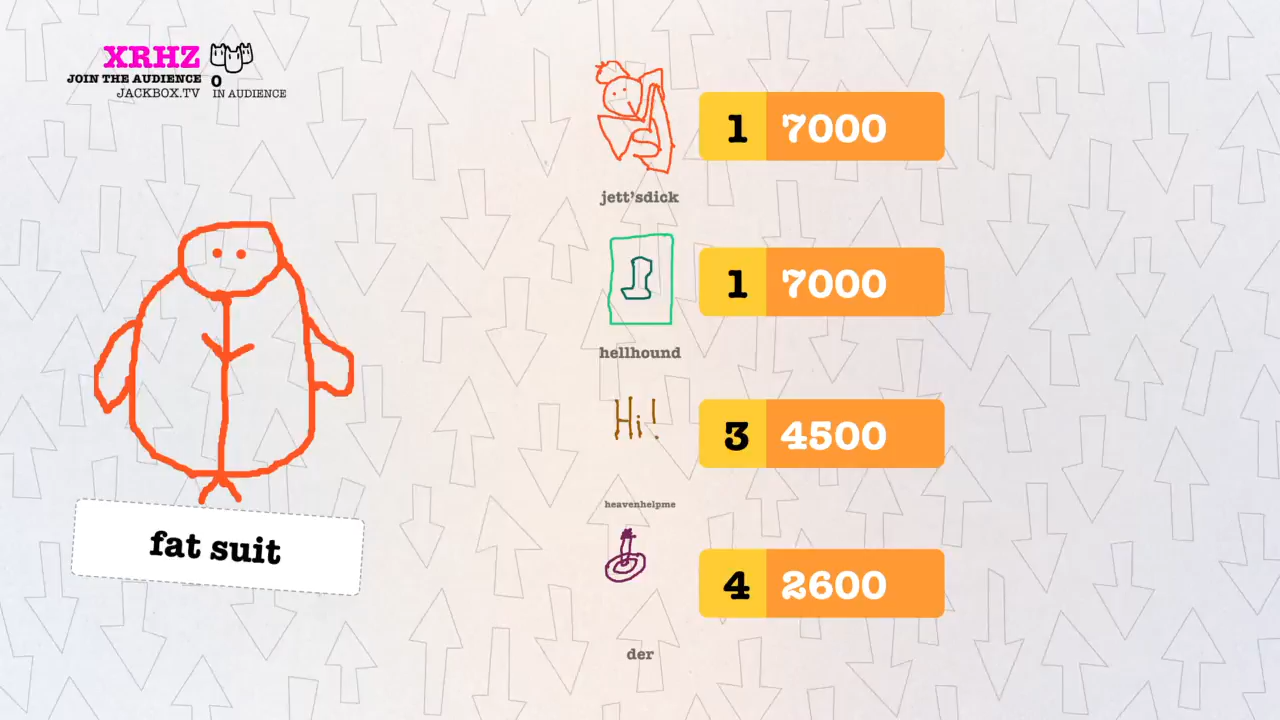 XRHZ
JOIN THE AUDIENCE
JACKBOX.TV
0
IN AUDIENCE
fat suit
1 7000
jett'sdick
1 7000
hellhound
Hi!
3 4500
heavenhelpme
4 2600
der